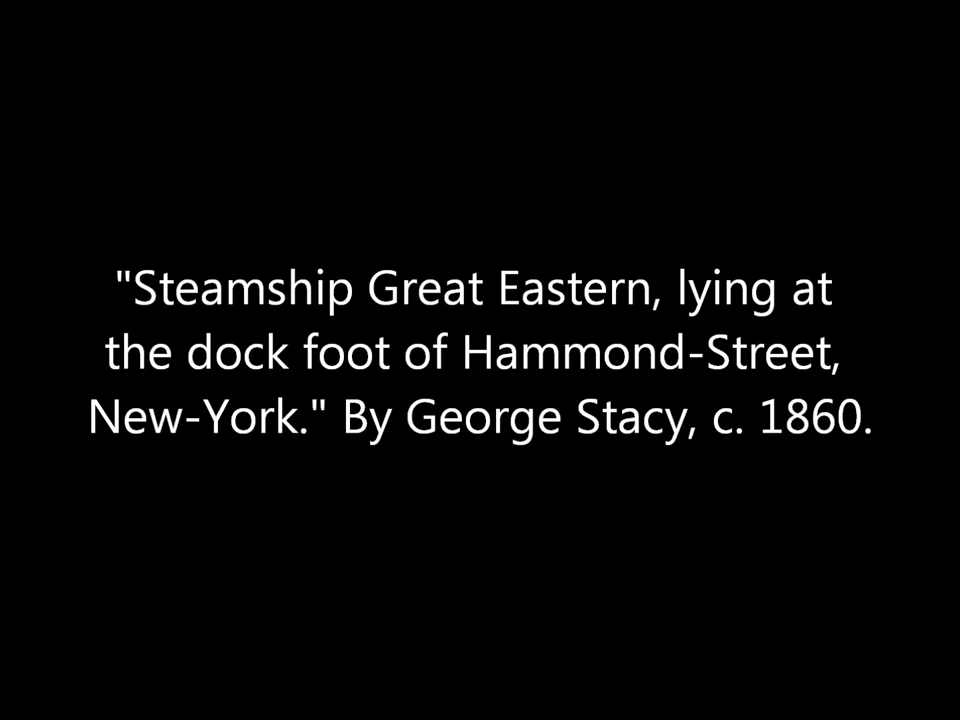 "Steamship Great Eastern, lying at
the dock foot of Hammond-Street,
New-York." By George Stacy, c. 1860.